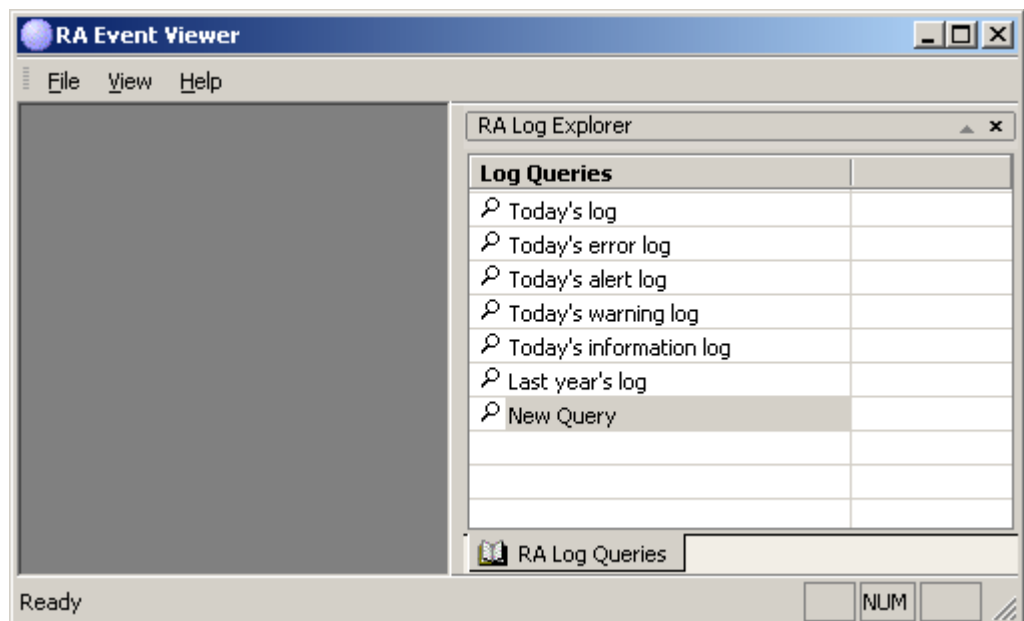 RA Event Viewer
File View Help
RA Log Explorer
Log Queries
Today's log
Today's error log
Today's alert log
Today's warning log
Today's information log
Last year's log
New Query
RA Log Queries
Ready NUM